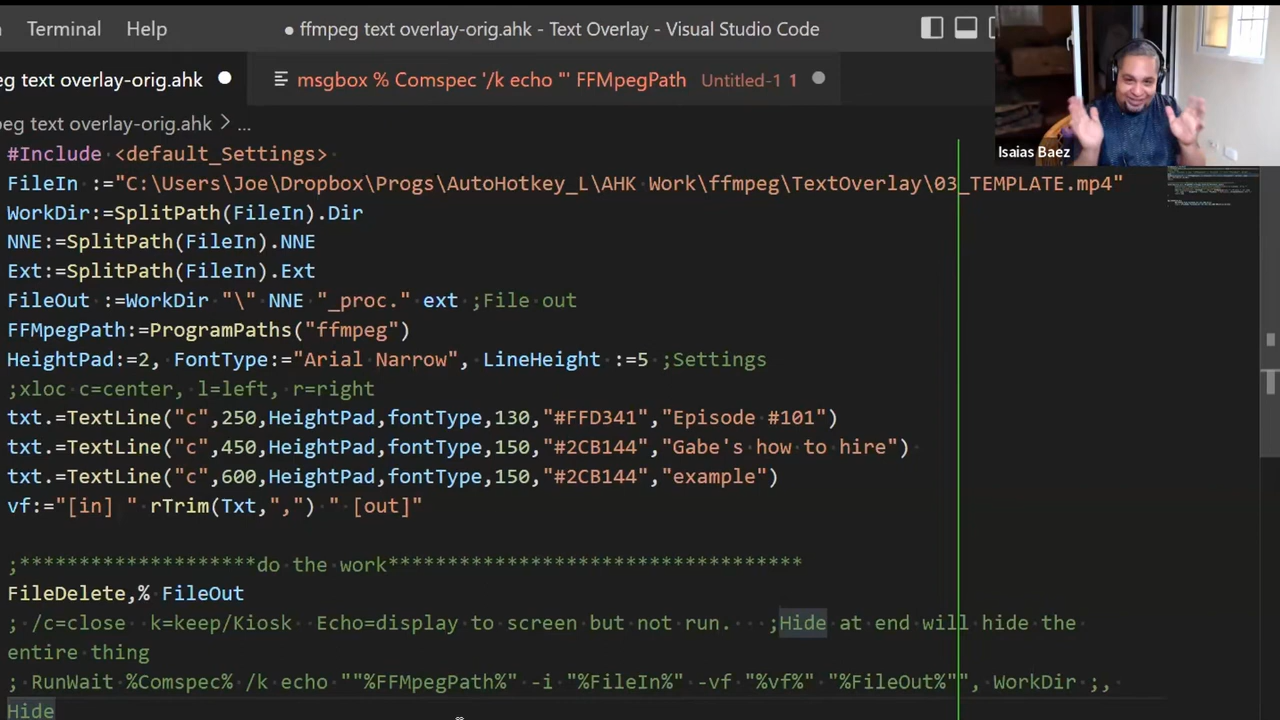 Terminal Help ● ffmpeg text overlay-orig.ahk - Text Overlay - Visual Studio Code
eg text overlay-orig.ahk msgbox % Comspec '/k echo "' FFMpegPath Untitled-1 1
peg text overlay-orig.ahk > ...
Isaias Baez
#Include <default_Settings>
FileIn :="C:\Users\Joe\Dropbox\Progs\AutoHotkey_L\AHK Work\ffmpeg\TextOverlay\03_TEMPLATE.mp4"
WorkDir:=SplitPath(FileIn).Dir
NNE:=SplitPath(FileIn).NNE
Ext:=SplitPath(FileIn).Ext
FileOut :=WorkDir "\" NNE "_proc." ext ;File out
FFMpegPath:=ProgramPaths("ffmpeg")
HeightPad:=2, FontType:="Arial Narrow", LineHeight :=5 ;Settings
;xloc c=center, l=left, r=right
txt.=TextLine("c",250,HeightPad,fontType,130,"#FFD341","Episode #101")
txt.=TextLine("c",450,HeightPad,fontType,150,"#2CB144","Gabe's how to hire")
txt.=TextLine("c",600,HeightPad,fontType,150,"#2CB144","example")
vf:="[in] " rTrim(Txt,",") " [out]"
;********************do the work***********************************
FileDelete,% FileOut
; /c=close k=keep/Kiosk Echo=display to screen but not run. ;Hide at end will hide the
entire thing
; RunWait %Comspec% /k echo ""%FFMpegPath%" -i "%FileIn%" -vf "%vf%" "%FileOut%"", WorkDir ;,
Hide